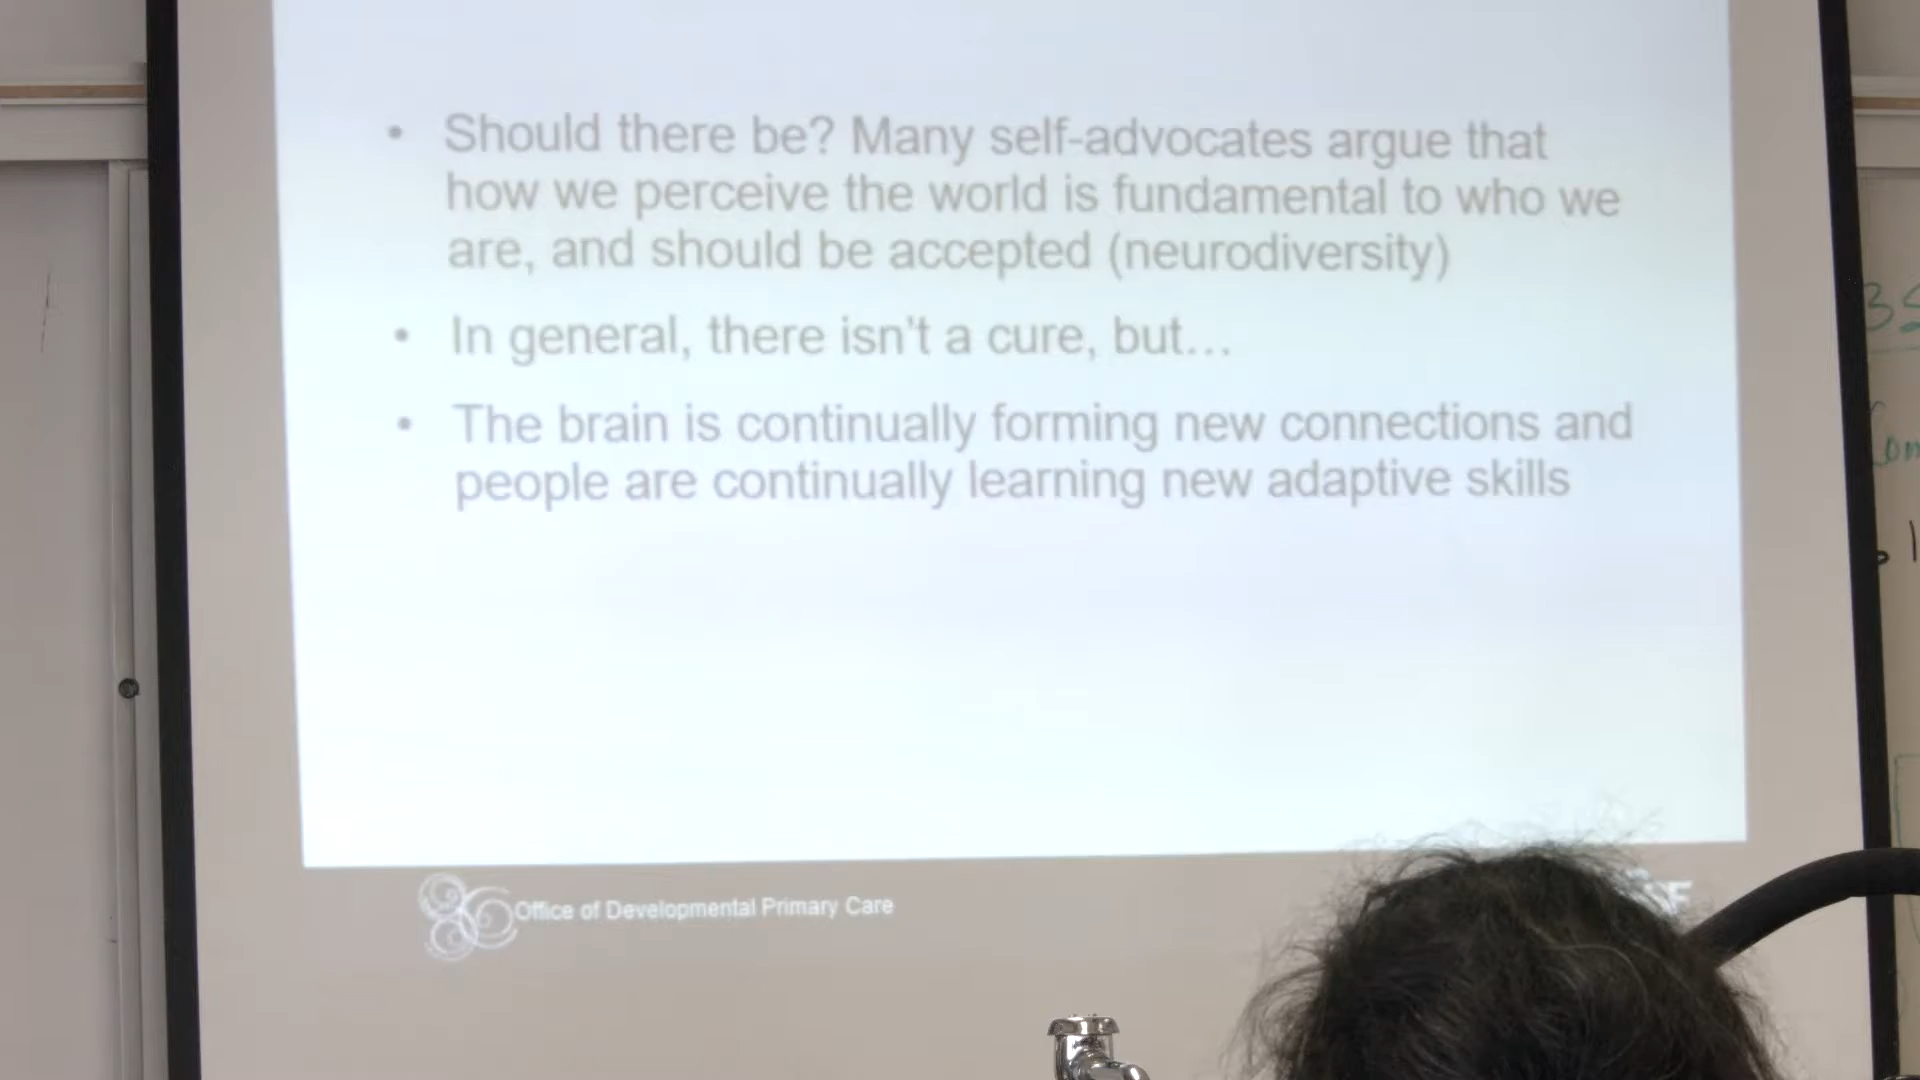 • Should there be? Many self-advocates argue that
how we perceive the world is fundamental to who we
are, and should be accepted (neurodiversity)
• In general, there isn't a cure, but...
• The brain is continually forming new connections and
people are continually learning new adaptive skills
Office of Developmental Primary Care